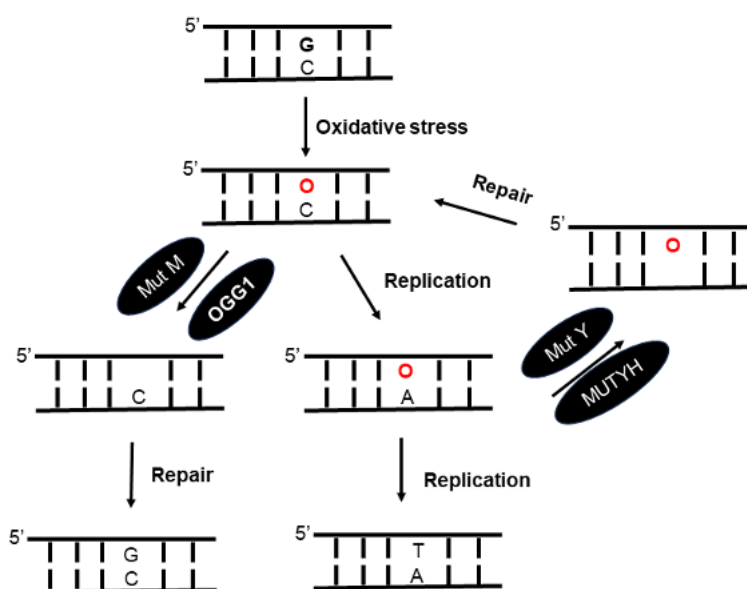 5'
G
C
Oxidative stress
5'
O
C
Repair
5'
O
Mut M
OGG1
Replication
Mut Y
MUTYH
5'
C
5'
O
A
Repair
Replication
5'
G
C
5'
T
A